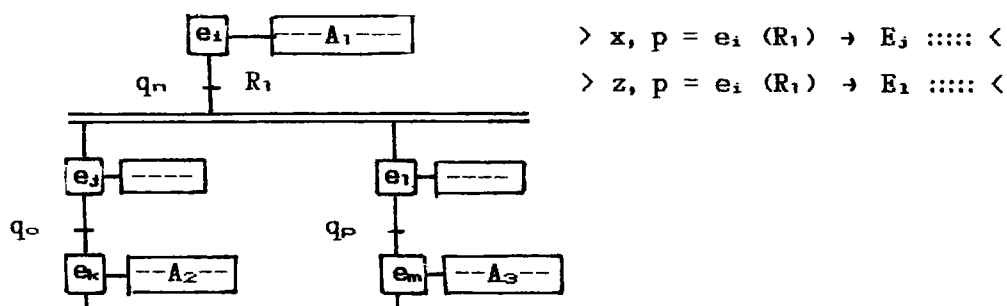 eᵢ ----A₁----
> x, p = eᵢ (R₁) → Eⱼ ::::: <
qₙ R₁
> z, p = eᵢ (R₁) → E₁ ::::: <
eⱼ ---- e₁ ----
qₒ qₚ
eₖ --A₂--- eₘ --A₃---